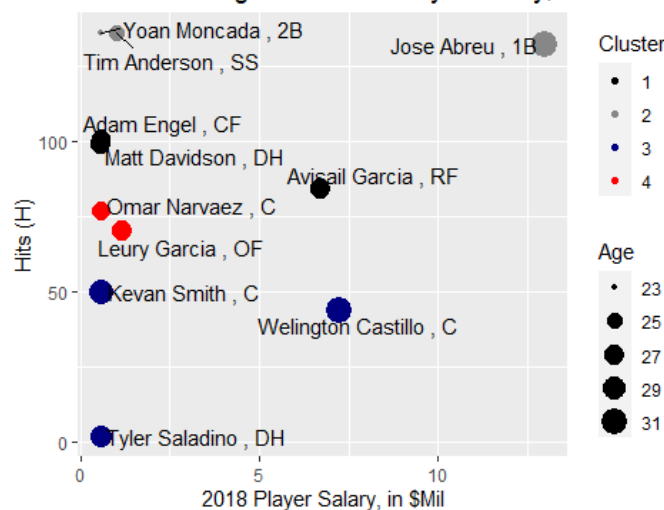 Yoan Moncada , 2B
Jose Abreu , 1B
Tim Anderson , SS
Adam Engel , CF
Matt Davidson , DH
Avisail Garcia , RF
Omar Narvaez , C
Leury Garcia , OF
Kevan Smith , C
Welington Castillo , C
Tyler Saladino , DH
Hits (H)
100
50
0
0
5
10
2018 Player Salary, in $Mil
Cluster
1
2
3
4
Age
23
25
27
29
31